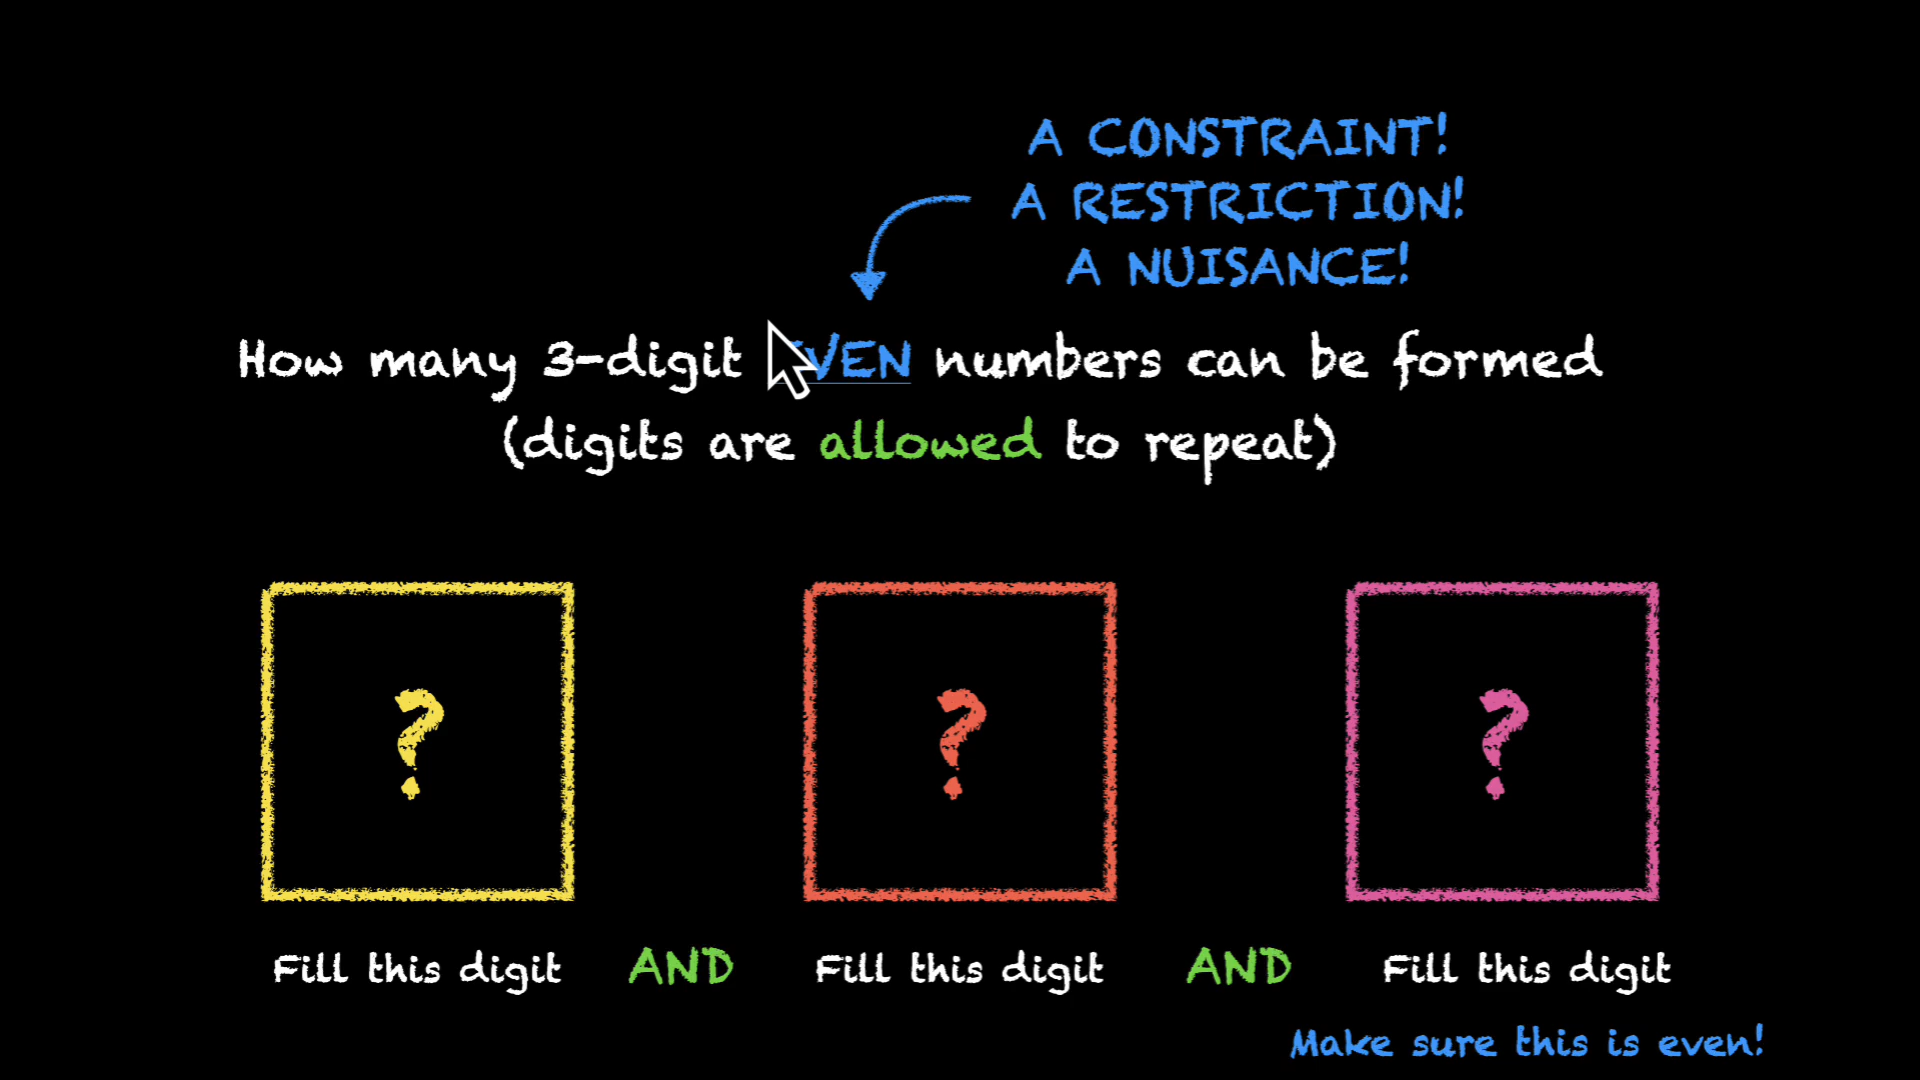 A CONSTRAINT!
A RESTRICTION!
A NUISANCE!
How many 3-digit EVEN numbers can be formed
(digits are allowed to repeat)
? ? ?
Fill this digit AND Fill this digit AND Fill this digit
Make sure this is even!